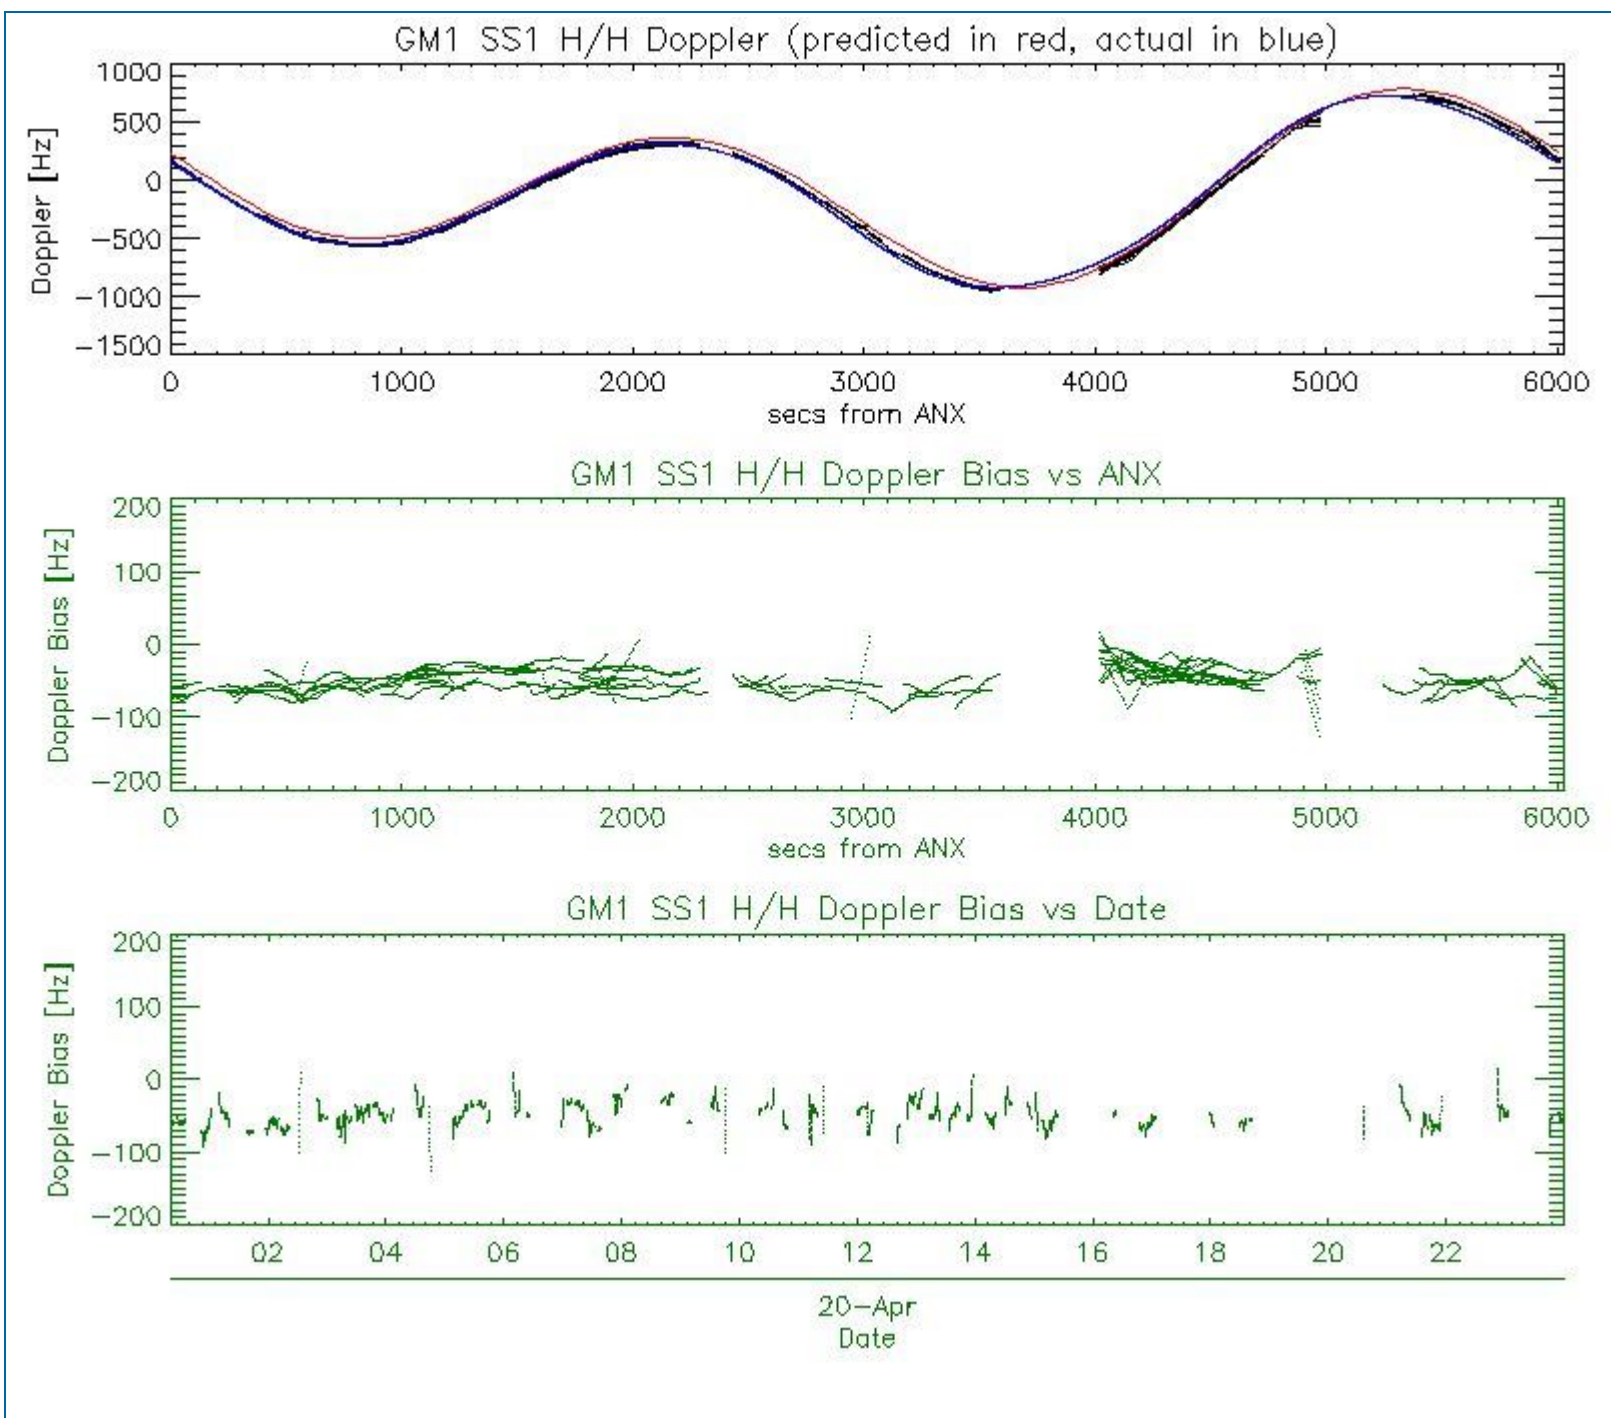 GM1 SS1 H/H Doppler (predicted in red, actual in blue)
1000
500
0
-500
-1000
-1500
Doppler [Hz]
0 1000 2000 3000 4000 5000 6000
secs from ANX
GM1 SS1 H/H Doppler Bias vs ANX
200
100
0
-100
-200
Doppler Bias [Hz]
0 1000 2000 3000 4000 5000 6000
secs from ANX
GM1 SS1 H/H Doppler Bias vs Date
200
100
0
-100
-200
Doppler Bias [Hz]
02 04 06 08 10 12 14 16 18 20 22
20-Apr
Date